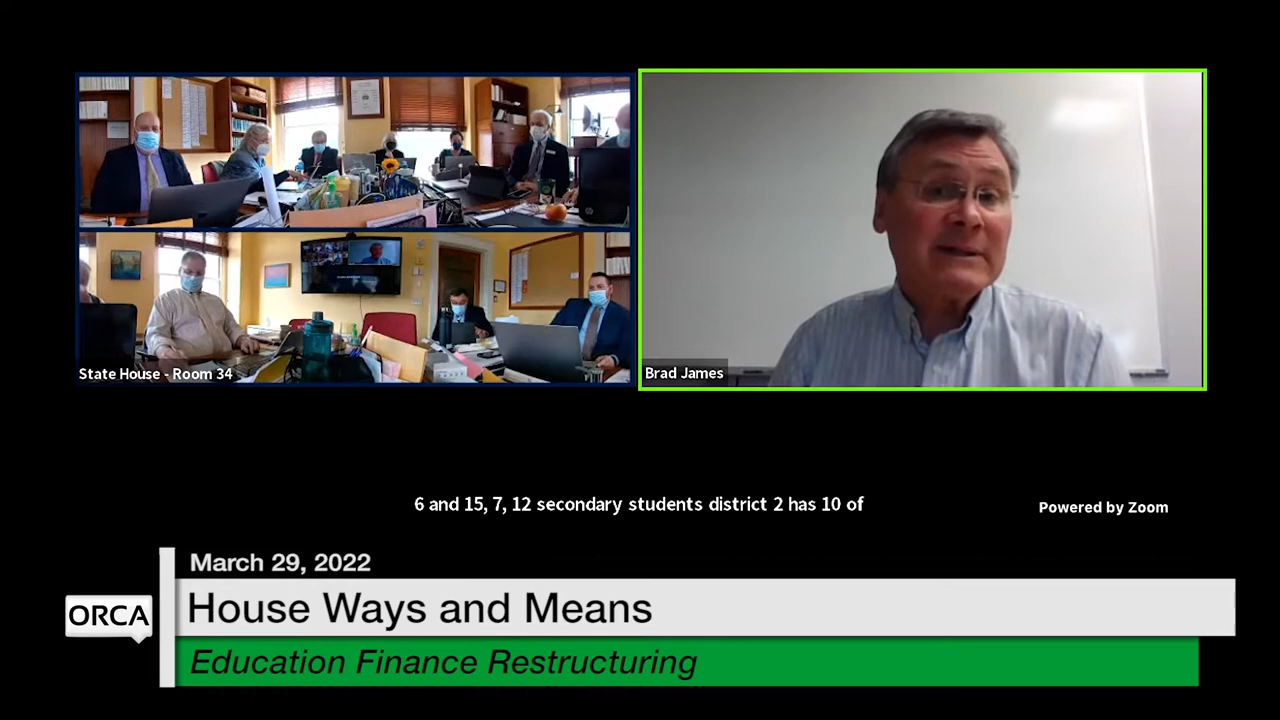 State House - Room 34
Brad James
6 and 15, 7, 12 secondary students district 2 has 10 of
Powered by Zoom
March 29, 2022
ORCA
House Ways and Means
Education Finance Restructuring